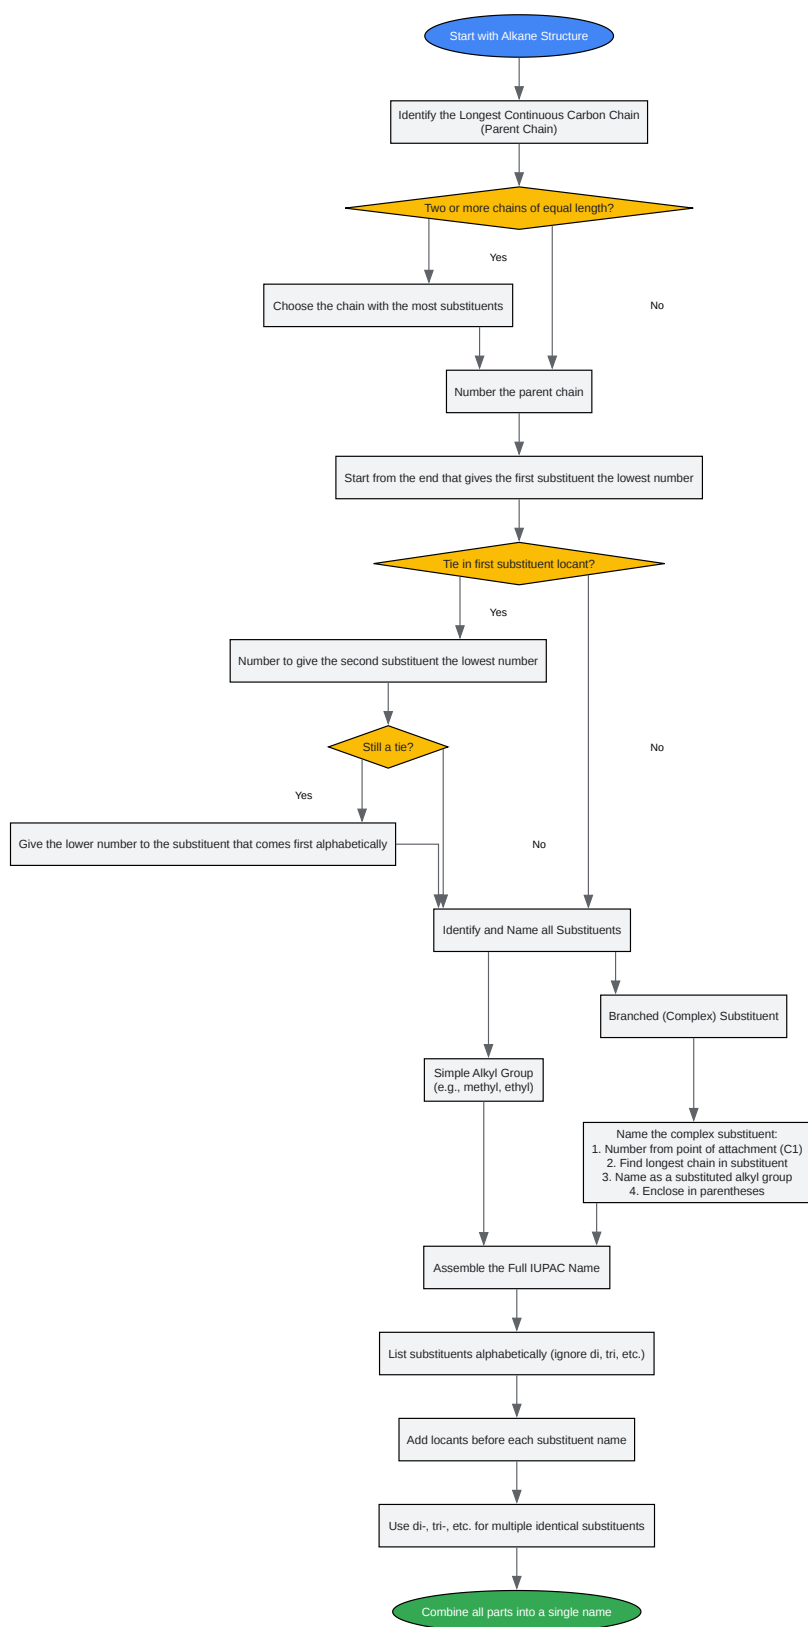 Start with Alkane Structure
Identify the Longest Continuous Carbon Chain
(Parent Chain)
Two or more chains of equal length?
Yes
Choose the chain with the most substituents
No
Number the parent chain
Start from the end that gives the first substituent the lowest number
Tie in first substituent locant?
Yes
Number to give the second substituent the lowest number
Still a tie?
No
Yes
Give the lower number to the substituent that comes first alphabetically
No
Identify and Name all Substituents
Branched (Complex) Substituent
Simple Alkyl Group
(e.g., methyl, ethyl)
Name the complex substituent:
1. Number from point of attachment (C1)
2. Find longest chain in substituent
3. Name as a substituted alkyl group
4. Enclose in parentheses
Assemble the Full IUPAC Name
List substituents alphabetically (ignore di, tri, etc.)
Add locants before each substituent name
Use di-, tri-, etc. for multiple identical substituents
Combine all parts into a single name